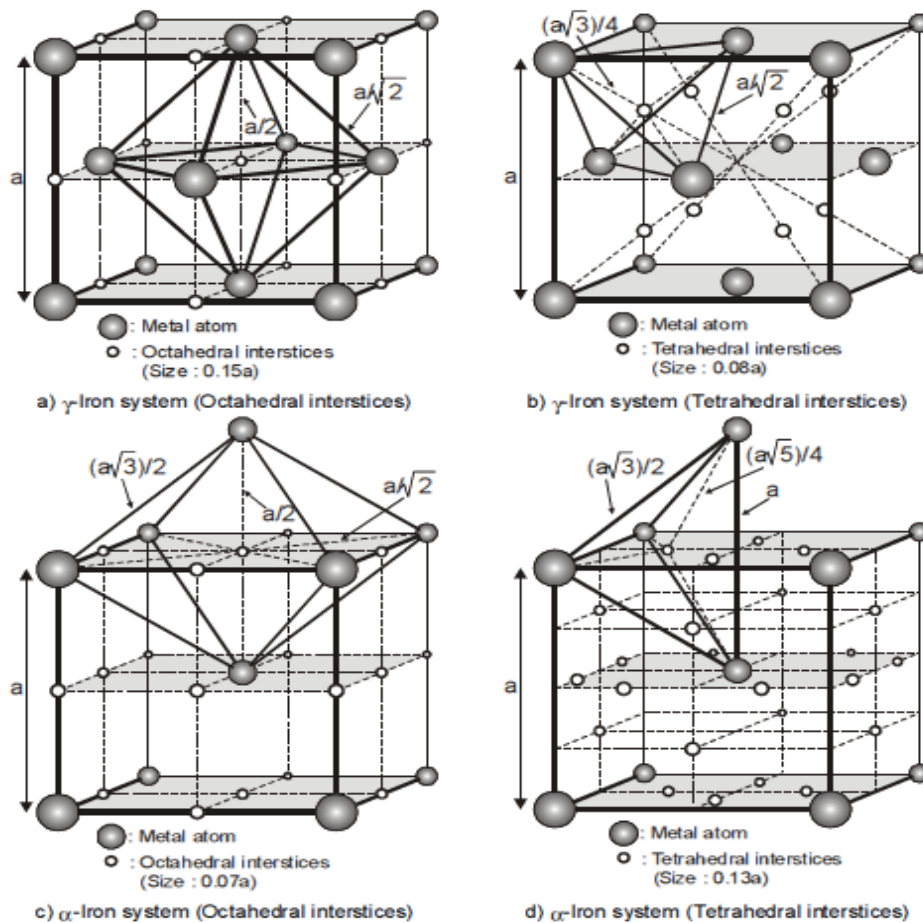 a/√2
a/2
a
: Metal atom
: Octahedral interstices
(Size : 0.15a)
a) γ-Iron system (Octahedral interstices)
(a√3)/4
a/√2
a
: Metal atom
: Tetrahedral interstices
(Size : 0.08a)
b) γ-Iron system (Tetrahedral interstices)
(a√3)/2
a/√2
a/2
a
: Metal atom
: Octahedral interstices
(Size : 0.07a)
c) α-Iron system (Octahedral interstices)
(a√3)/2
(a√5)/4
a
a
: Metal atom
: Tetrahedral interstices
(Size : 0.13a)
d) α-Iron system (Tetrahedral interstices)